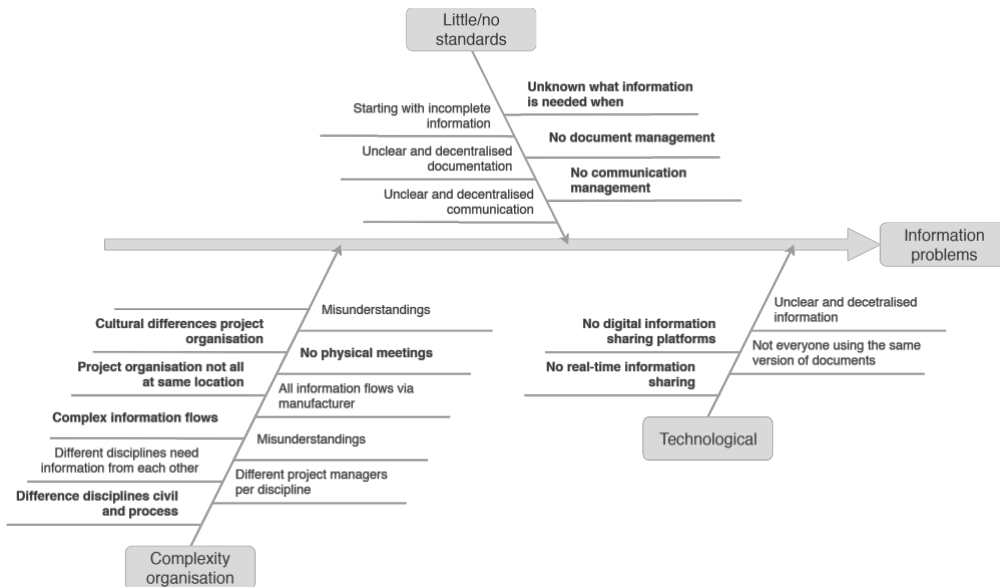 Little/no
standards
Unknown what information
is needed when
Starting with incomplete
information
No document management
Unclear and decentralised
documentation
No communication
management
Unclear and decentralised
communication
Information
problems
Misunderstandings
Cultural differences project
organisation
No physical meetings
Project organisation not all
at same location
All information flows via
manufacturer
Complex information flows
Misunderstandings
Different disciplines need
information from each other
Different project managers
per discipline
Difference disciplines civil
and process
Complexity
organisation
Unclear and decetralised
information
No digital information
sharing platforms
Not everyone using the same
version of documents
No real-time information
sharing
Technological